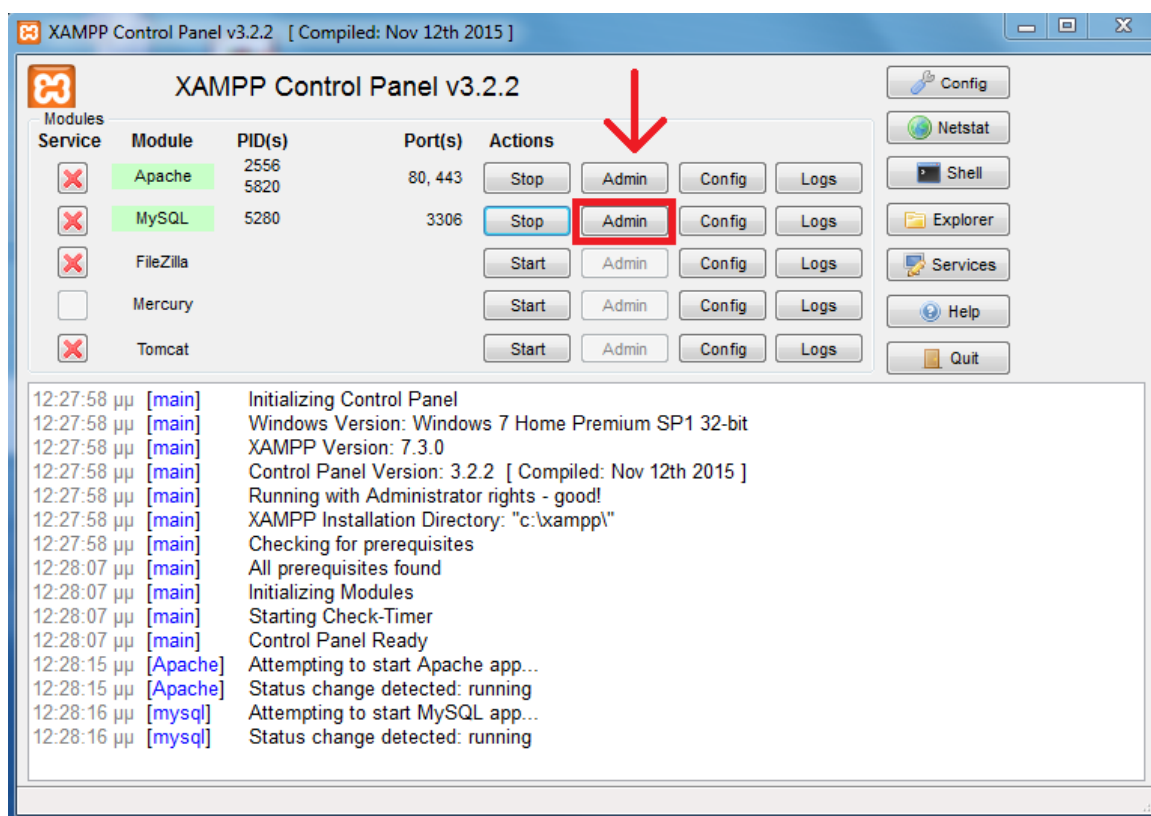 XAMPP Control Panel v3.2.2 [ Compiled: Nov 12th 2015 ]
XAMPP Control Panel v3.2.2
Config
Modules
Service Module PID(s) Port(s) Actions
Netstat
Apache 2556 5820 80, 443 Stop Admin Config Logs
Shell
MySQL 5280 3306 Stop Admin Config Logs
Explorer
FileZilla Start Admin Config Logs
Services
Mercury Start Admin Config Logs
Help
Tomcat Start Admin Config Logs
Quit
12:27:58 μμ [main] Initializing Control Panel
12:27:58 μμ [main] Windows Version: Windows 7 Home Premium SP1 32-bit
12:27:58 μμ [main] XAMPP Version: 7.3.0
12:27:58 μμ [main] Control Panel Version: 3.2.2 [ Compiled: Nov 12th 2015 ]
12:27:58 μμ [main] Running with Administrator rights - good!
12:27:58 μμ [main] XAMPP Installation Directory: "c:\xampp\"
12:27:58 μμ [main] Checking for prerequisites
12:28:07 μμ [main] All prerequisites found
12:28:07 μμ [main] Initializing Modules
12:28:07 μμ [main] Starting Check-Timer
12:28:07 μμ [main] Control Panel Ready
12:28:15 μμ [Apache] Attempting to start Apache app...
12:28:15 μμ [Apache] Status change detected: running
12:28:16 μμ [mysql] Attempting to start MySQL app...
12:28:16 μμ [mysql] Status change detected: running